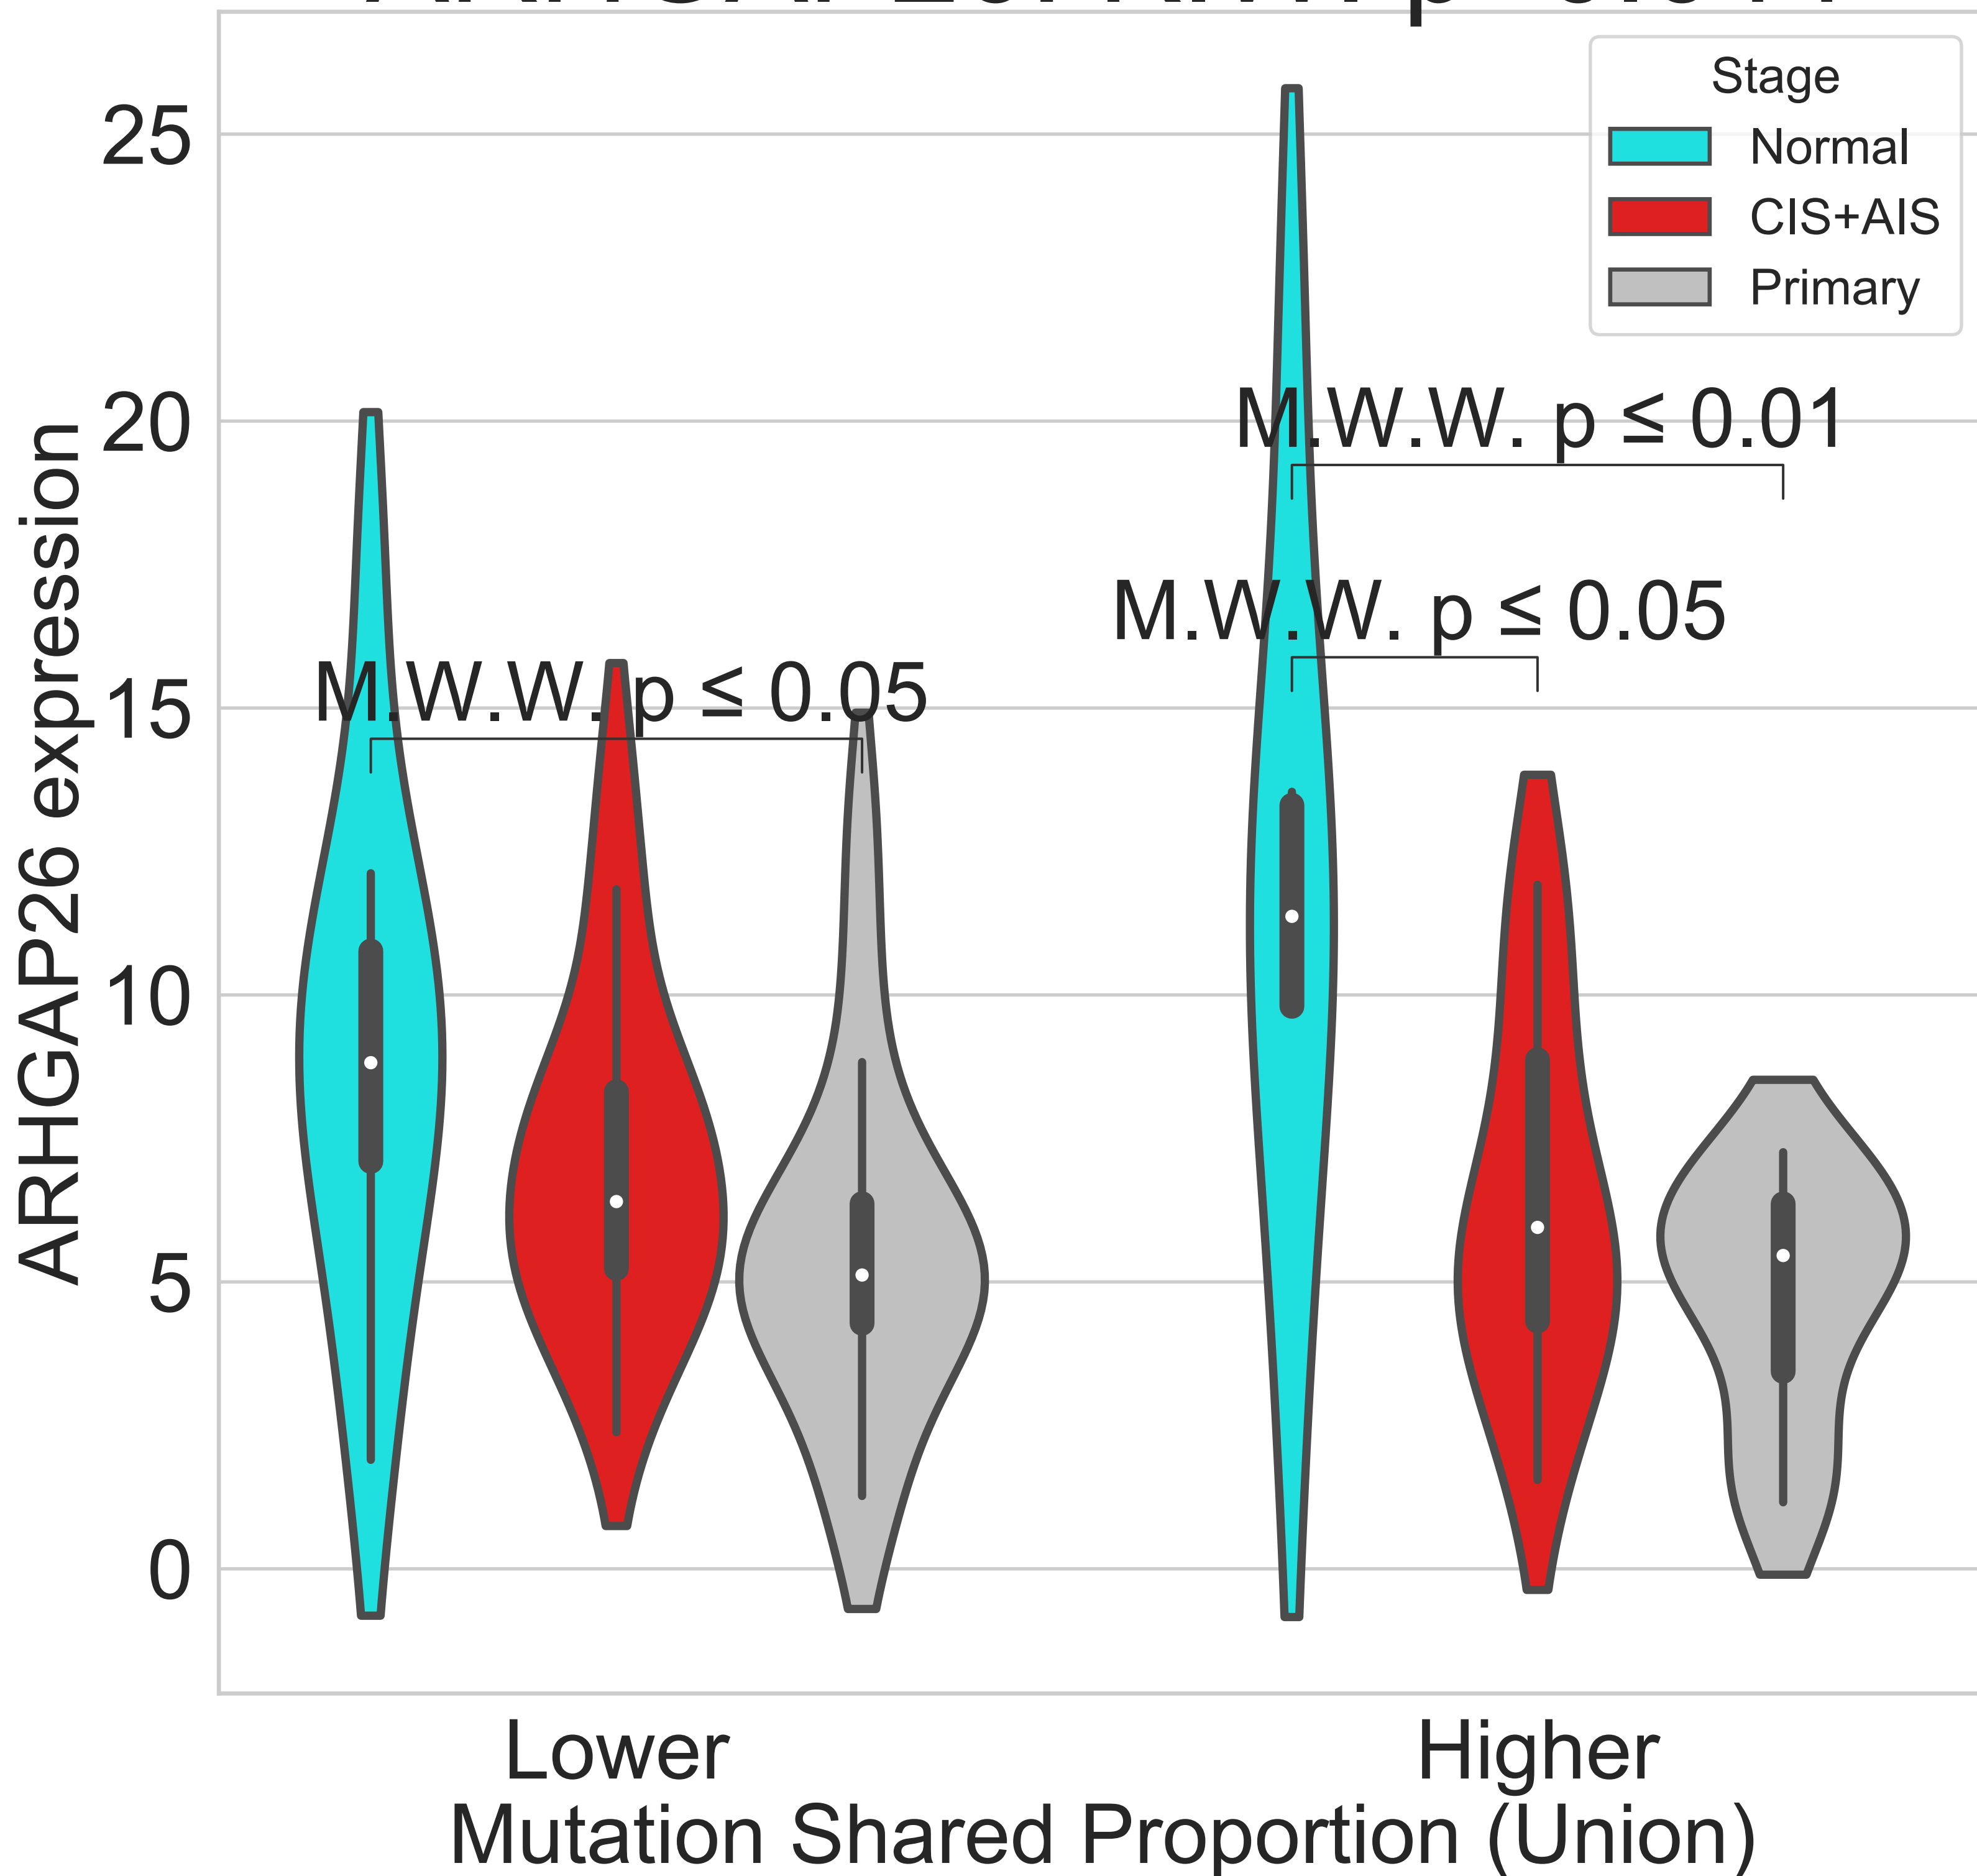 Stage
Normal
CIS+AIS
Primary
25
20
15
10
5
0
ARHGAP26 expression
M.W.W. p ≤ 0.01
M.W.W. p ≤ 0.05
M.W.W. p ≤ 0.05
Lower
Higher
Mutation Shared Proportion (Union)